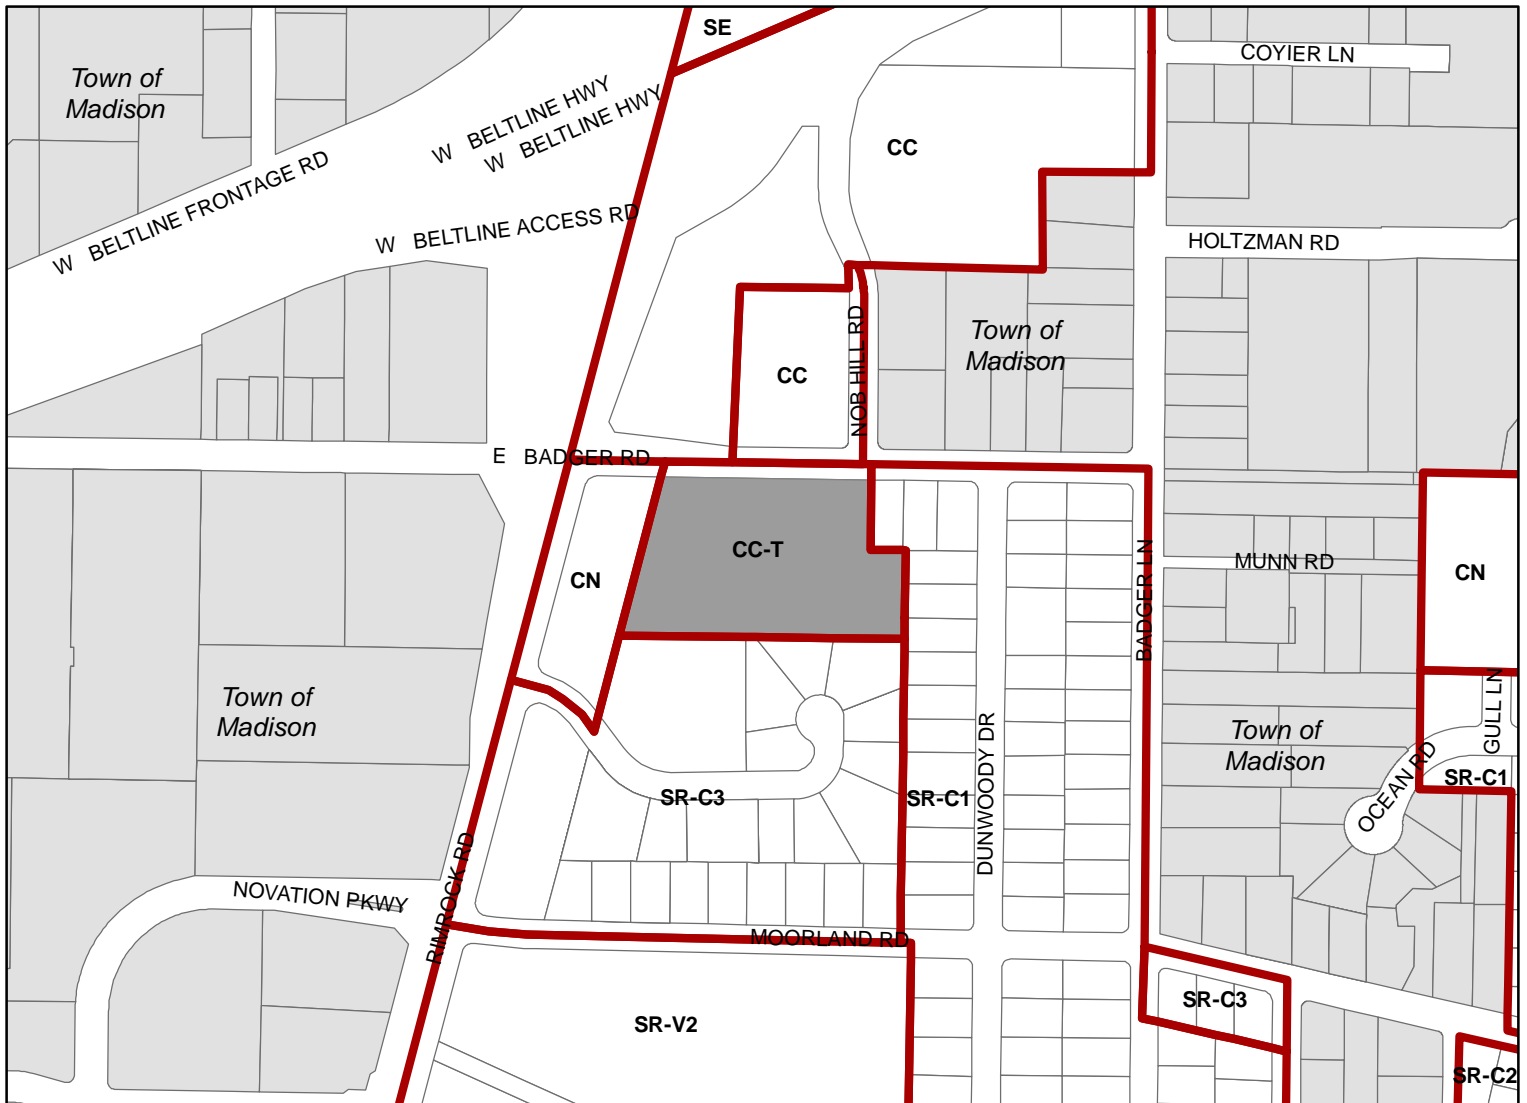 SE
COYIER LN
Town of
Madison
W BELTLINE HWY
W BELTLINE HWY
CC
W BELTLINE FRONTAGE RD
W BELTLINE ACCESS RD
HOLTZMAN RD
Town of
Madison
CC
NOB HILL RD
E BADGER RD
CC-T
CN
BADGER LN
MUNN RD
CN
Town of
Madison
GULL LN
Town of
Madison
DUNWOODY DR
OCEAN RD
SR-C1
SR-C3
SR-C1
RIMROCK RD
NOVATION PKWY
MOORLAND RD
SR-C3
SR-V2
SR-C2